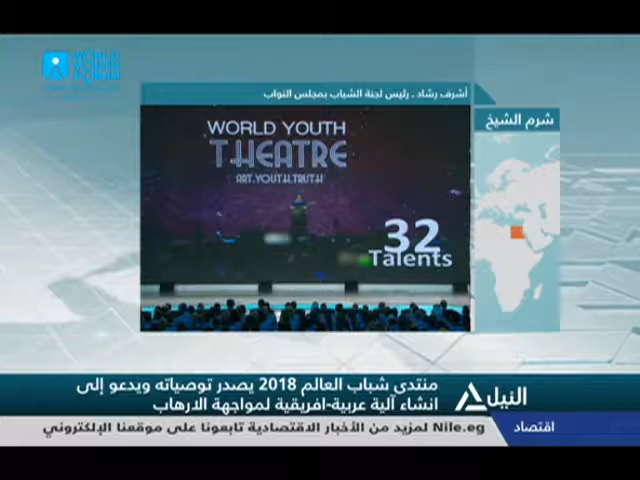 WORLD
YOUTH
FORUM
أشرف رشاد . رئيس لجنة الشباب بمجلس النواب
شرم الشيخ
WORLD YOUTH
THEATRE
ART.YOUTH.TRUTH
32
Talents
منتدى شباب العالم 2018 يصدر توصياته ويدعو إلى
انشاء آلية عربية-افريقية لمواجهة الارهاب
النيل
اقتصاد
Nile.eg لمزيد من الأخبار الاقتصادية تابعونا على موقعنا الإلكتروني